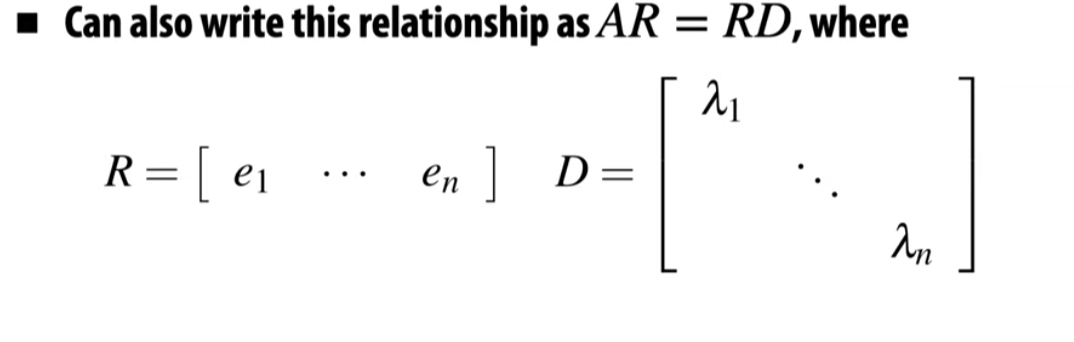 ■ Can also write this relationship as AR = RD, where
R = [ e₁ ⋯ eₙ ] D = [ λ₁ ⋱ λₙ ]